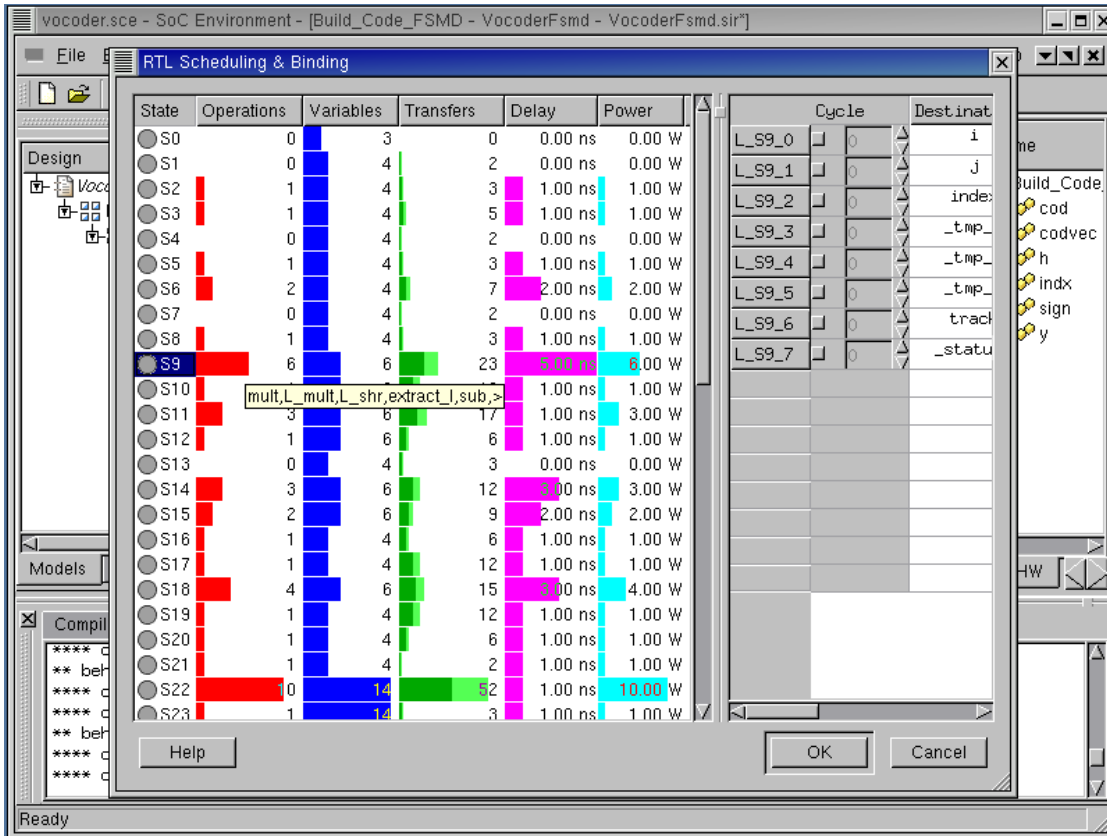 vocoder.sce - SoC Environment - [Build_Code_FSMD - VocoderFsmd - VocoderFsmd.sir*]
File
RTL Scheduling & Binding
Design
Models
State Operations Variables Transfers Delay Power
S0 0 3 0 0.00 ns 0.00 W
S1 0 4 2 0.00 ns 0.00 W
S2 1 4 3 1.00 ns 1.00 W
S3 1 4 5 1.00 ns 1.00 W
S4 0 4 2 0.00 ns 0.00 W
S5 1 4 3 1.00 ns 1.00 W
S6 2 4 7 2.00 ns 2.00 W
S7 0 4 2 0.00 ns 0.00 W
S8 1 4 3 1.00 ns 1.00 W
S9 6 6 23 5.00 ns 6.00 W
S10 1.00 ns 1.00 W
mult,L_mult,L_shr,extract_l,sub,>
S11 3 6 17 1.00 ns 3.00 W
S12 1 6 6 1.00 ns 1.00 W
S13 0 4 3 0.00 ns 0.00 W
S14 3 6 12 3.00 ns 3.00 W
S15 2 6 9 2.00 ns 2.00 W
S16 1 4 6 1.00 ns 1.00 W
S17 1 4 12 1.00 ns 1.00 W
S18 4 6 15 3.00 ns 4.00 W
S19 1 4 12 1.00 ns 1.00 W
S20 1 4 6 1.00 ns 1.00 W
S21 1 4 2 1.00 ns 1.00 W
S22 10 14 52 1.00 ns 10.00 W
S23 1 14 3 1.00 ns 1.00 W
Cycle Destinat
L_S9_0 0 i
L_S9_1 0 j
L_S9_2 0 inde
L_S9_3 0 _tmp_
L_S9_4 0 _tmp_
L_S9_5 0 _tmp_
L_S9_6 0 track
L_S9_7 0 _statu
me
Build_Code_
cod
codvec
h
indx
sign
y
HW
Help
OK
Cancel
Compil
**** c
** beh
**** c
**** c
** beh
**** c
**** c
Ready